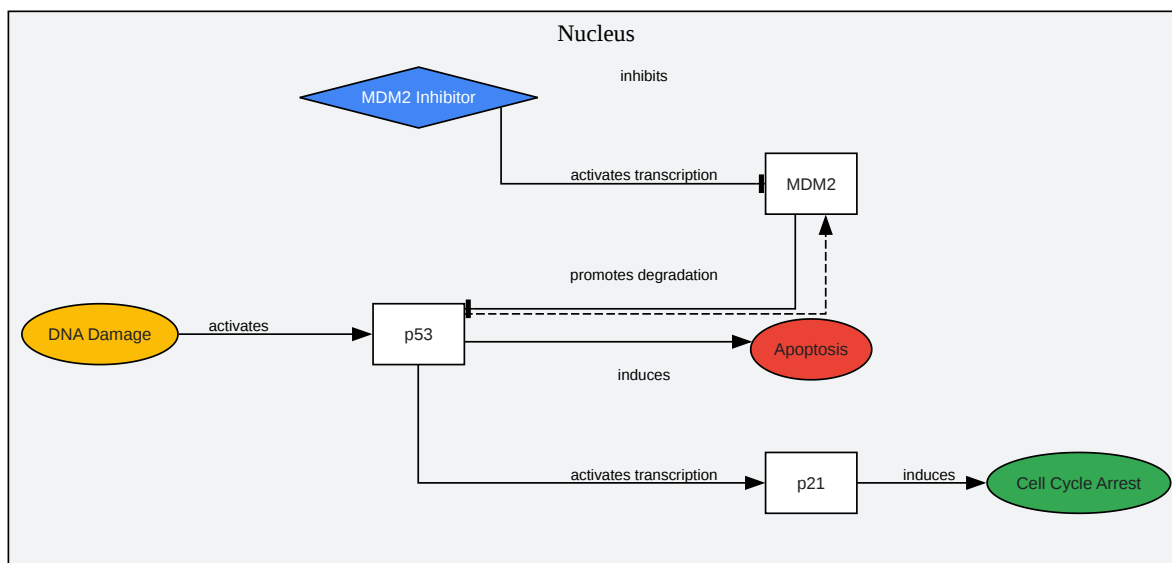 Nucleus
inhibits
MDM2 Inhibitor
activates transcription
MDM2
promotes degradation
DNA Damage
activates
p53
Apoptosis
induces
activates transcription
p21
induces
Cell Cycle Arrest